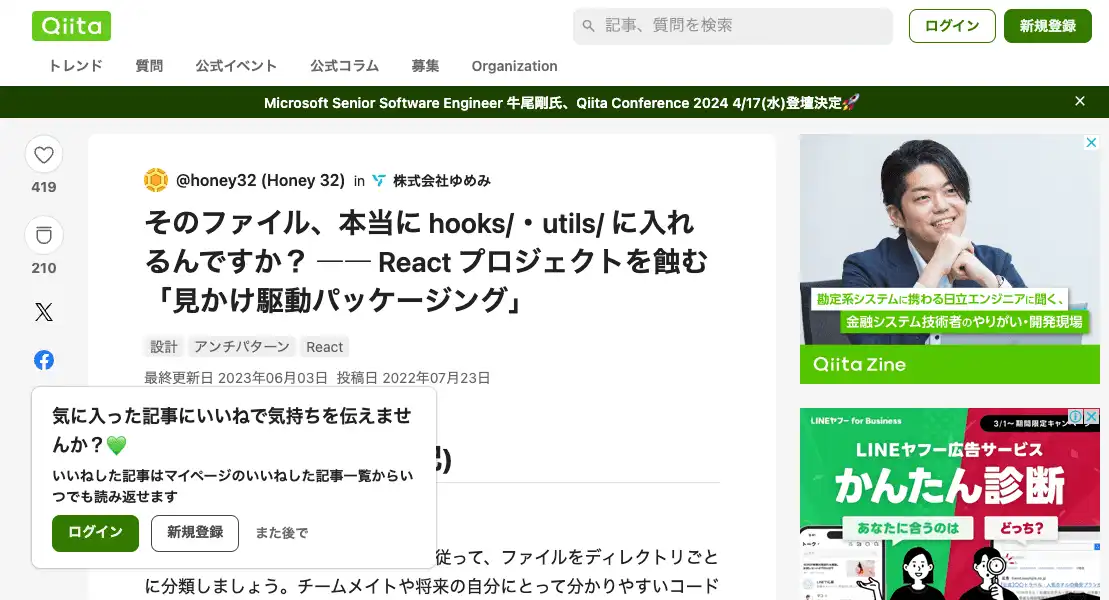 Qiita
記事、質問を検索
ログイン
新規登録
トレンド
質問
公式イベント
公式コラム
募集
Organization
Microsoft Senior Software Engineer 牛尾剛氏、Qiita Conference 2024 4/17(水)登壇決定🚀
419
210
@honey32 (Honey 32) in 株式会社ゆめみ
そのファイル、本当に hooks/・utils/ に入れ
るんですか？ ── React プロジェクトを蝕む
「見かけ駆動パッケージング」
設計 アンチパターン React
最終更新日 2023年06月03日 投稿日 2022年07月23日
気に入った記事にいいねで気持ちを伝えませ
んか？💚
いいねした記事はマイページのいいねした記事一覧からい
つでも読み返せます
ログイン
新規登録
また後で
従って、ファイルをディレクトリごと
に分類しましょう。チームメイトや将来の自分にとって分かりやすいコード
勘定系システムに携わる日立エンジニアに聞く、
金融システム技術者のやりがい・開発現場
Qiita Zine
LINEヤフー for Business
3/1〜期間限定キャン
LINEヤフー広告サービス
かんたん診断
あなたに合うのは
どっち？